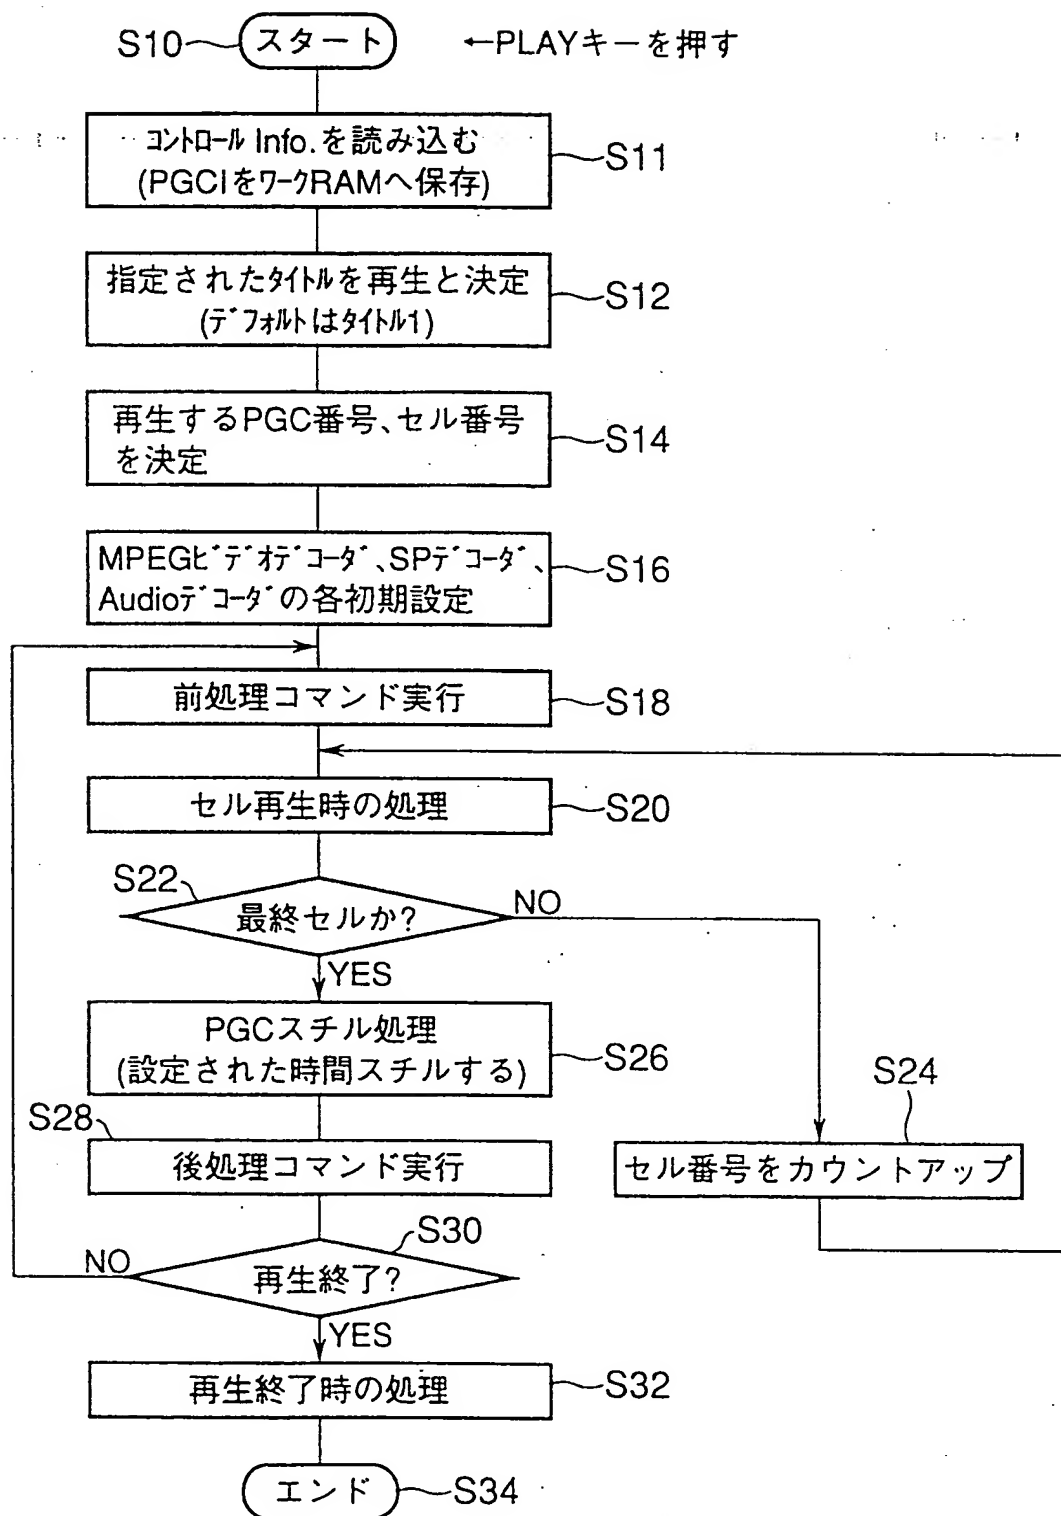 S10
スタート
←PLAYキーを押す
コントロール Info.を読み込む
(PGCIをワークRAMへ保存)
S11
指定されたタイトルを再生と決定
(デフォルトはタイトル1)
S12
再生するPGC番号、セル番号
を決定
S14
MPEGビデオデコーダ、SPデコーダ、
Audioデコーダの各初期設定
S16
前処理コマンド実行
S18
セル再生時の処理
S20
S22
最終セルか?
NO
YES
PGCスチル処理
(設定された時間スチルする)
S26
S24
セル番号をカウントアップ
S28
後処理コマンド実行
S30
NO
再生終了?
YES
再生終了時の処理
S32
エンド
S34